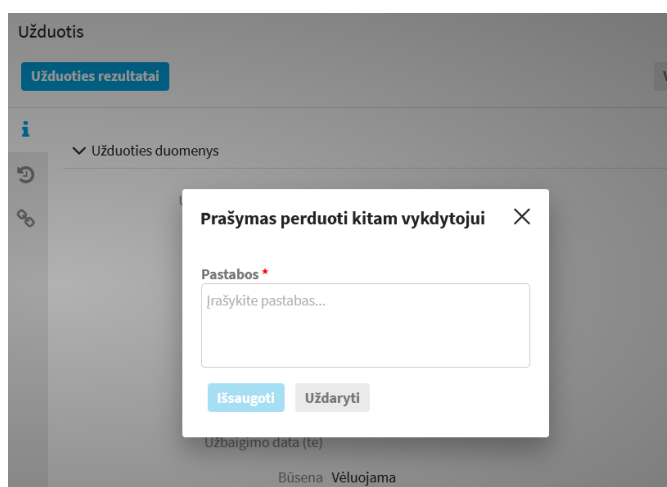 Užduotis
Užduoties rezultatai
Užduoties duomenys
Prašymas perduoti kitam vykdytojui
Pastabos *
Įrašykite pastabas...
Išsaugoti Uždaryti
Užbaigimo data (te)
Būsena Vėluojama